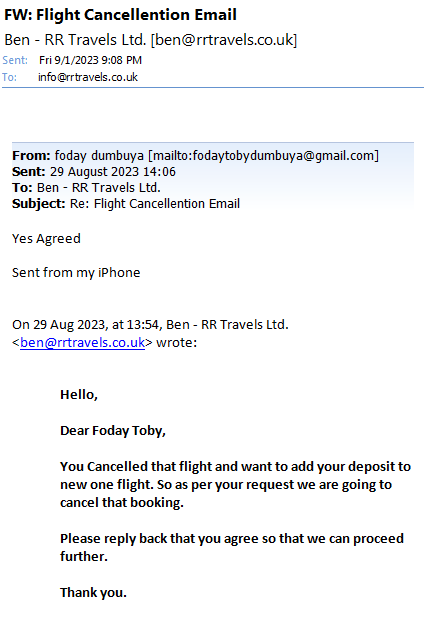 FW: Flight Cancellention Email
Ben - RR Travels Ltd. [ben@rrtravels.co.uk]
Sent: Fri 9/1/2023 9:08 PM
To: info@rrtravels.co.uk
From: foday dumbuya [mailto:fodaytobydumbuya@gmail.com]
Sent: 29 August 2023 14:06
To: Ben - RR Travels Ltd.
Subject: Re: Flight Cancellention Email
Yes Agreed
Sent from my iPhone
On 29 Aug 2023, at 13:54, Ben - RR Travels Ltd.
<ben@rrtravels.co.uk> wrote:
Hello,
Dear Foday Toby,
You Cancelled that flight and want to add your deposit to
new one flight. So as per your request we are going to
cancel that booking.
Please reply back that you agree so that we can proceed
further.
Thank you.